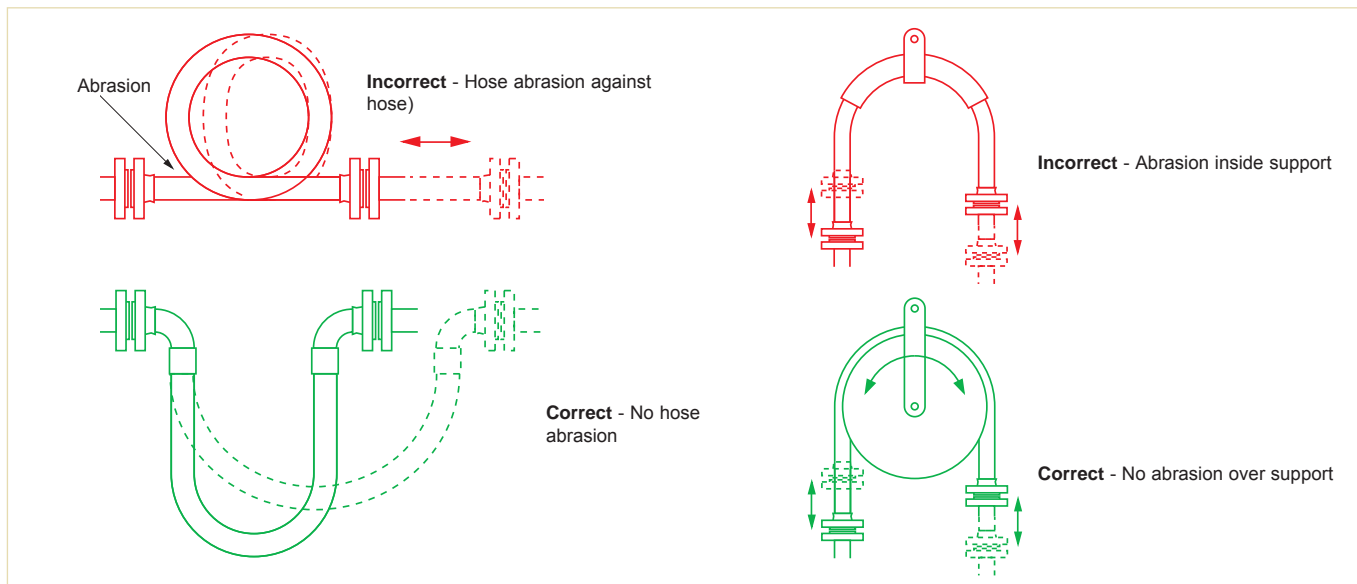 Abrasion
Incorrect - Hose abrasion against
hose)
Incorrect - Abrasion inside support
Correct - No hose
abrasion
Correct - No abrasion over support